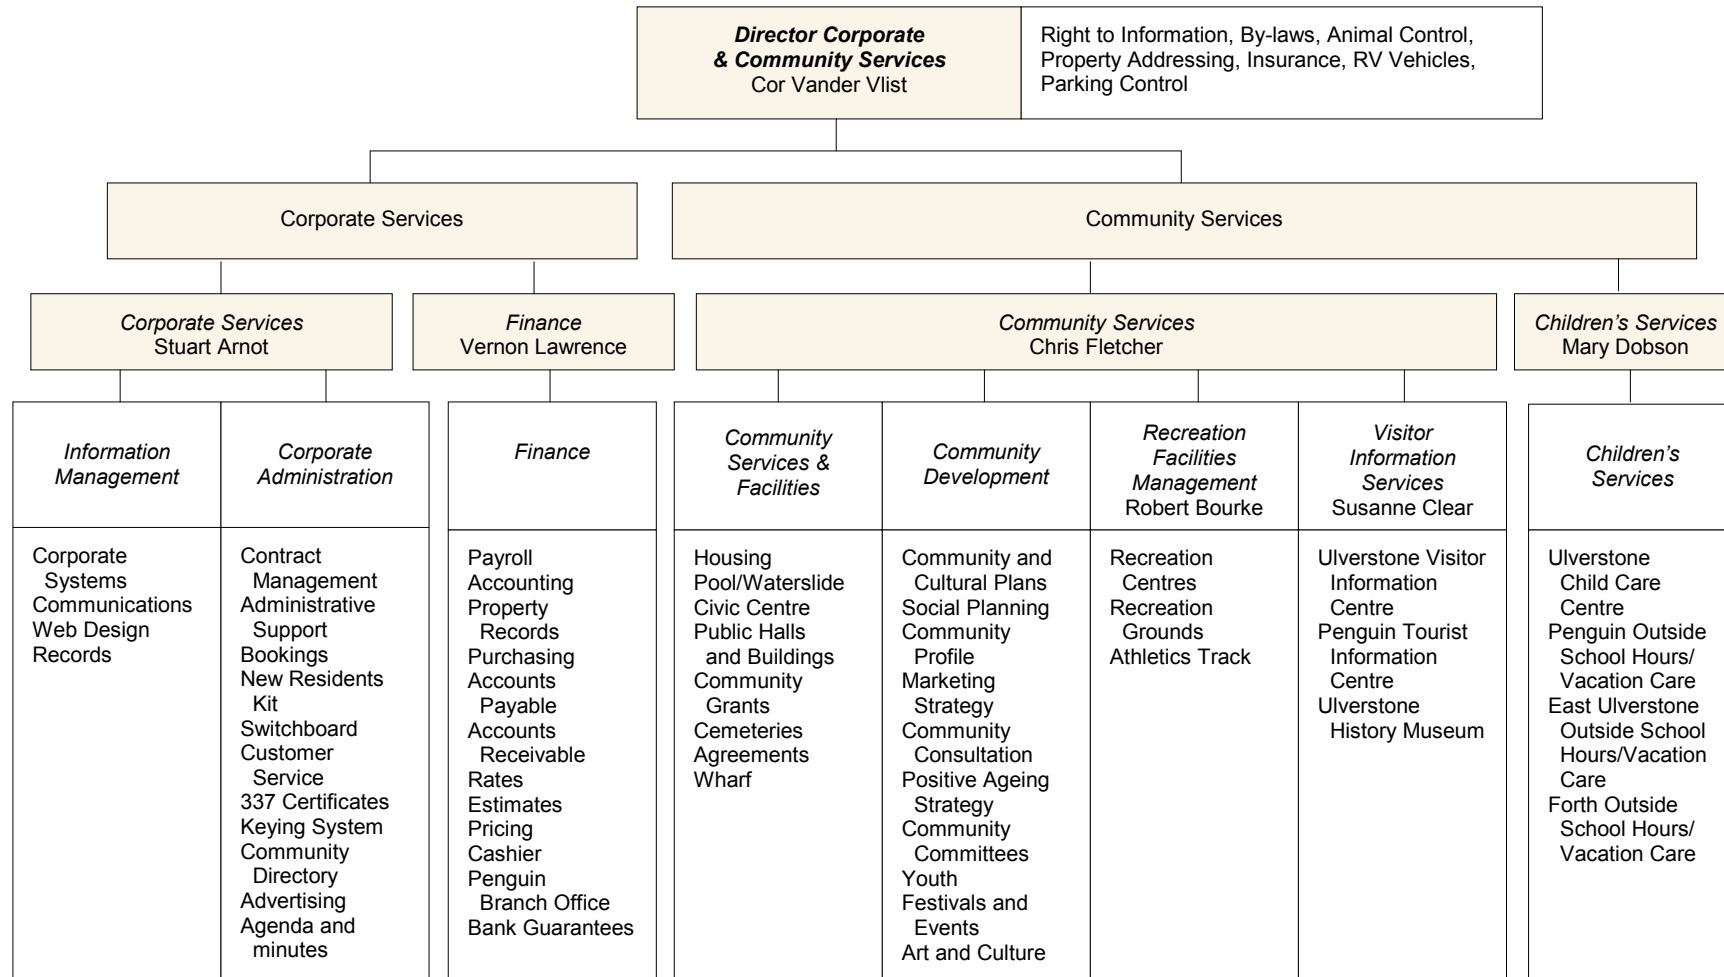 Director Corporate
& Community Services
Cor Vander Vlist
Right to Information, By-laws, Animal Control,
Property Addressing, Insurance, RV Vehicles,
Parking Control
Corporate Services
Community Services
Corporate Services
Stuart Arnot
Finance
Vernon Lawrence
Community Services
Chris Fletcher
Children’s Services
Mary Dobson
Information
Management
Corporate
Systems
Communications
Web Design
Records
Corporate
Administration
Contract
Management
Administrative
Support
Bookings
New Residents
Kit
Switchboard
Customer
Service
337 Certificates
Keying System
Community
Directory
Advertising
Agenda and
minutes
Finance
Payroll
Accounting
Property
Records
Purchasing
Accounts
Payable
Accounts
Receivable
Rates
Estimates
Pricing
Cashier
Penguin
Branch Office
Bank Guarantees
Community
Services &
Facilities
Housing
Pool/Waterslide
Civic Centre
Public Halls
and Buildings
Community
Grants
Cemeteries
Agreements
Wharf
Community
Development
Community and
Cultural Plans
Social Planning
Community
Profile
Marketing
Strategy
Community
Consultation
Positive Ageing
Strategy
Community
Committees
Youth
Festivals and
Events
Art and Culture
Recreation
Facilities
Management
Robert Bourke
Recreation
Centres
Recreation
Grounds
Athletics Track
Visitor
Information
Services
Susanne Clear
Ulverstone Visitor
Information
Centre
Penguin Tourist
Information
Centre
Ulverstone
History Museum
Children’s
Services
Ulverstone
Child Care
Centre
Penguin Outside
School Hours/
Vacation Care
East Ulverstone
Outside School
Hours/Vacation
Care
Forth Outside
School Hours/
Vacation Care